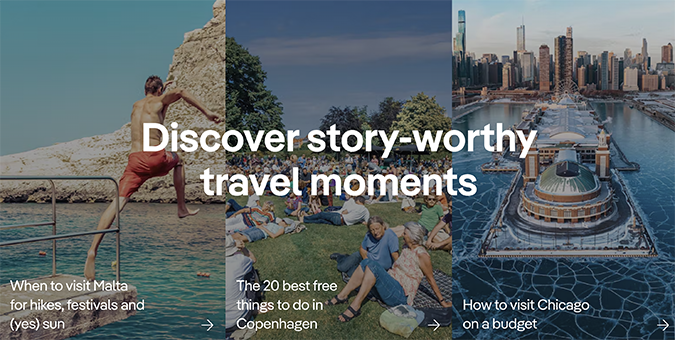 Discover story-worthy
travel moments
When to visit Malta
for hikes, festivals and
(yes) sun
The 20 best free
things to do in
Copenhagen
How to visit Chicago
on a budget